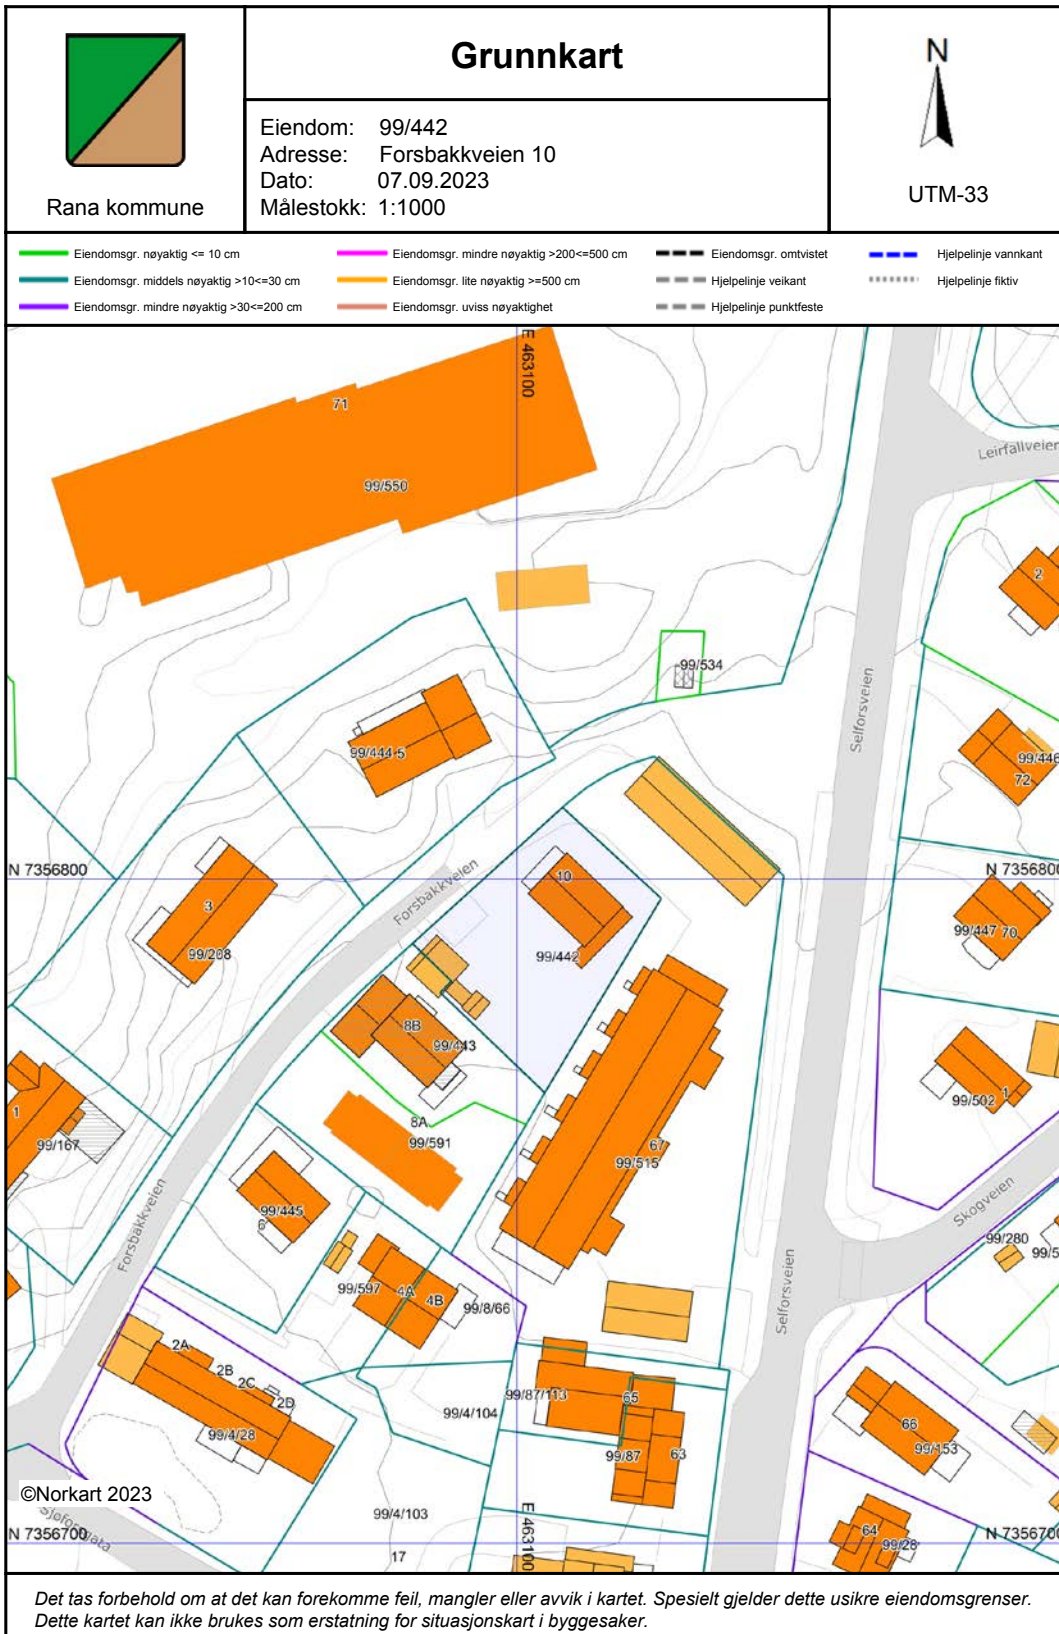 Grunnkart
Rana kommune
Eiendom: 99/442
Adresse: Forsbakkveien 10
Dato: 07.09.2023
Målestokk: 1:1000
N
UTM-33
Eiendomsgr. nøyaktig <= 10 cm
Eiendomsgr. middels nøyaktig >10<=30 cm
Eiendomsgr. mindre nøyaktig >30<=200 cm
Eiendomsgr. mindre nøyaktig >200<=500 cm
Eiendomsgr. lite nøyaktig >=500 cm
Eiendomsgr. uviss nøyaktighet
Eiendomsgr. omtvistet
Hjelpelinje veikant
Hjelpelinje punktfeste
Hjelpelinje vannkant
Hjelpelinje fiktiv
E 463100
71
99/550
Leirfallveien
2
99/534
Selforsveien
99/444 5
99/446
72
N 7356800
N 7356800
Forsbakkveien
10
3
99/208
99/442
99/447 70
8B
99/443
1
99/502
8A
99/591
1
99/167
67
99/515
Forsbakkveien
99/445
6
Skogveien
99/280
99/5
99/597
4A
4B
99/8/66
Selforsveien
2A
2B
2C
2D
99/4/28
99/87/113
65
99/4/104
99/87
63
66
99/153
©Norkart 2023
Sjøforsgata
99/4/103
17
E 463100
64
99/28
N 7356700
N 7356700
Det tas forbehold om at det kan forekomme feil, mangler eller avvik i kartet. Spesielt gjelder dette usikre eiendomsgrenser.
Dette kartet kan ikke brukes som erstatning for situasjonskart i byggesaker.